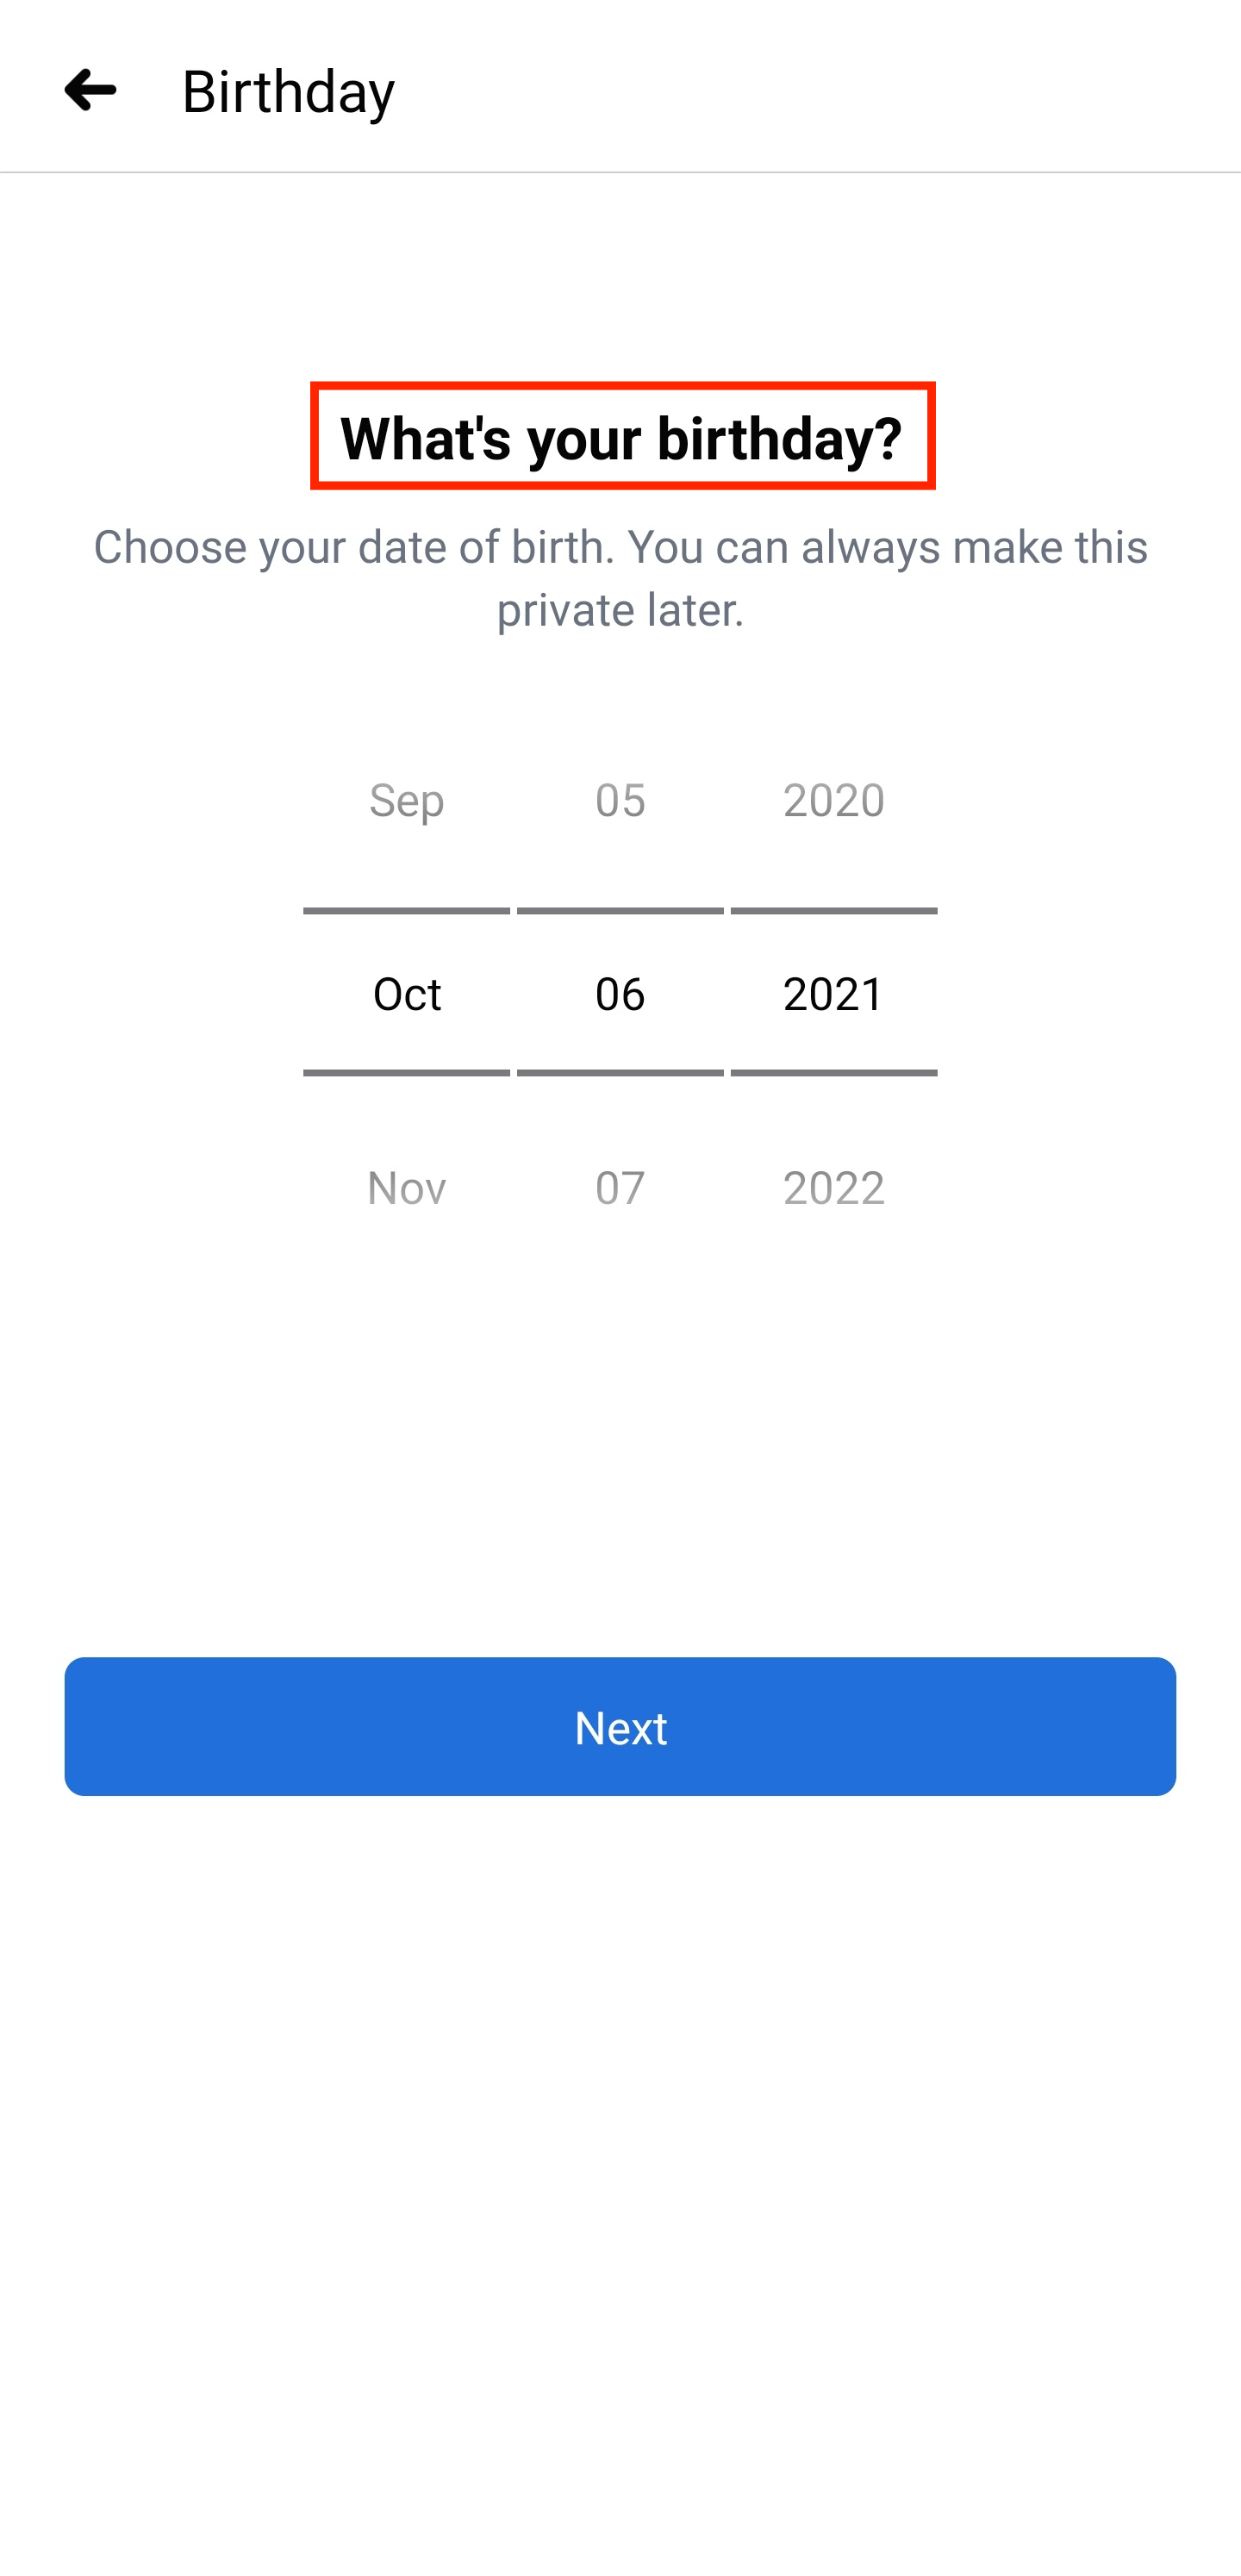 Birthday
What's your birthday?
Choose your date of birth. You can always make this
private later.
Sep 05 2020
Oct 06 2021
Nov 07 2022
Next